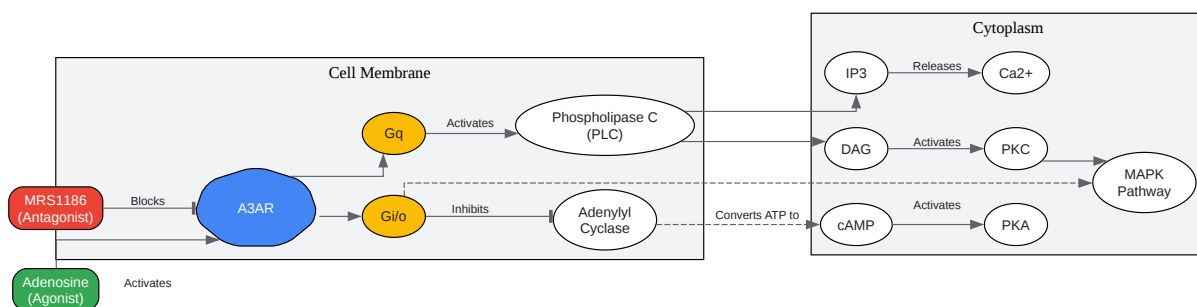 Cytoplasm
Cell Membrane
IP3
Releases
Ca2+
Phospholipase C
(PLC)
Gq
Activates
DAG
Activates
PKC
MAPK
Pathway
MRS1186
(Antagonist)
Blocks
A3AR
Gi/o
Inhibits
Adenylyl
Cyclase
Converts ATP to
cAMP
Activates
PKA
Adenosine
(Agonist)
Activates